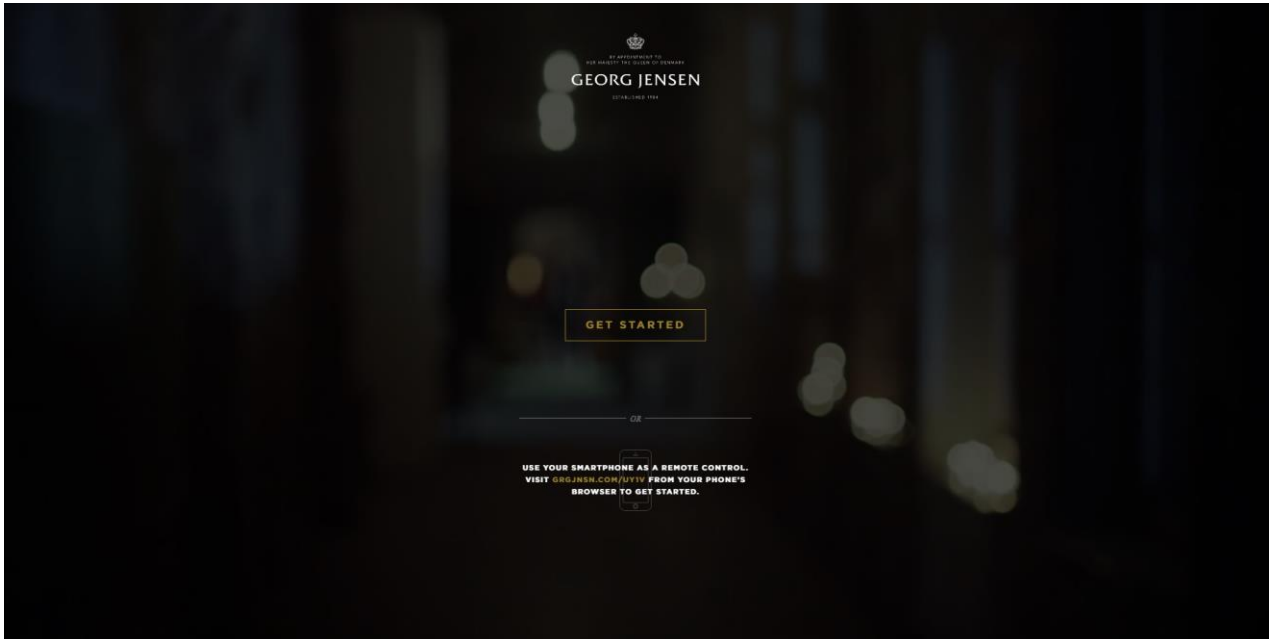 BY APPOINTMENT TO
HER MAJESTY THE QUEEN OF DENMARK
GEORG JENSEN
ESTABLISHED 1904
GET STARTED
OR
USE YOUR SMARTPHONE AS A REMOTE CONTROL.
VISIT GRGJNSN.COM/UY1V FROM YOUR PHONE'S
BROWSER TO GET STARTED.